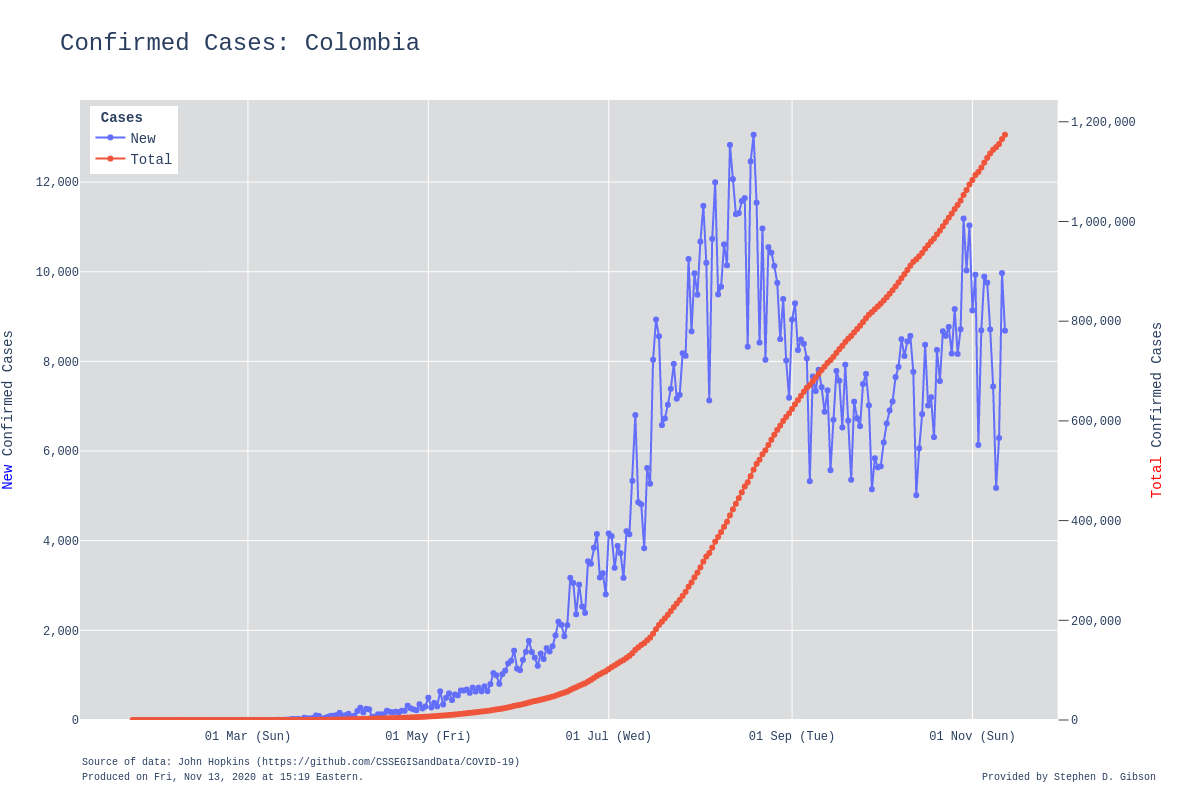 Confirmed Cases: Colombia
Cases
New
Total
12,000
10,000
8,000
6,000
4,000
2,000
0
New Confirmed Cases
1,200,000
1,000,000
800,000
600,000
400,000
200,000
0
Total Confirmed Cases
01 Mar (Sun)
01 May (Fri)
01 Jul (Wed)
01 Sep (Tue)
01 Nov (Sun)
Source of data: John Hopkins (https://github.com/CSSEGISandData/COVID-19)
Produced on Fri, Nov 13, 2020 at 15:19 Eastern.
Provided by Stephen D. Gibson